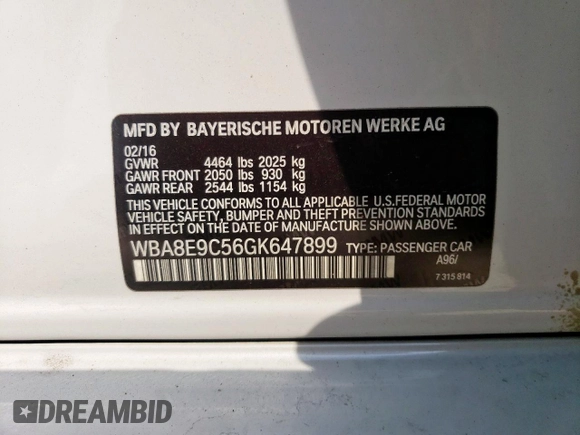 MFD BY BAYERISCHE MOTOREN WERKE AG
02/16
GVWR 4464 lbs 2025 kg
GAWR FRONT 2050 lbs 930 kg
GAWR REAR 2544 lbs 1154 kg
THIS VEHICLE CONFORMS TO ALL APPLICABLE U.S.FEDERAL MOTOR
VEHICLE SAFETY, BUMPER AND THEFT PREVENTION STANDARDS
IN EFFECT ON THE DATE OF MANUFACTURE SHOWN ABOVE.
WBA8E9C56GK647899 TYPE: PASSENGER CAR
A96/
7 315 814
DREAMBID